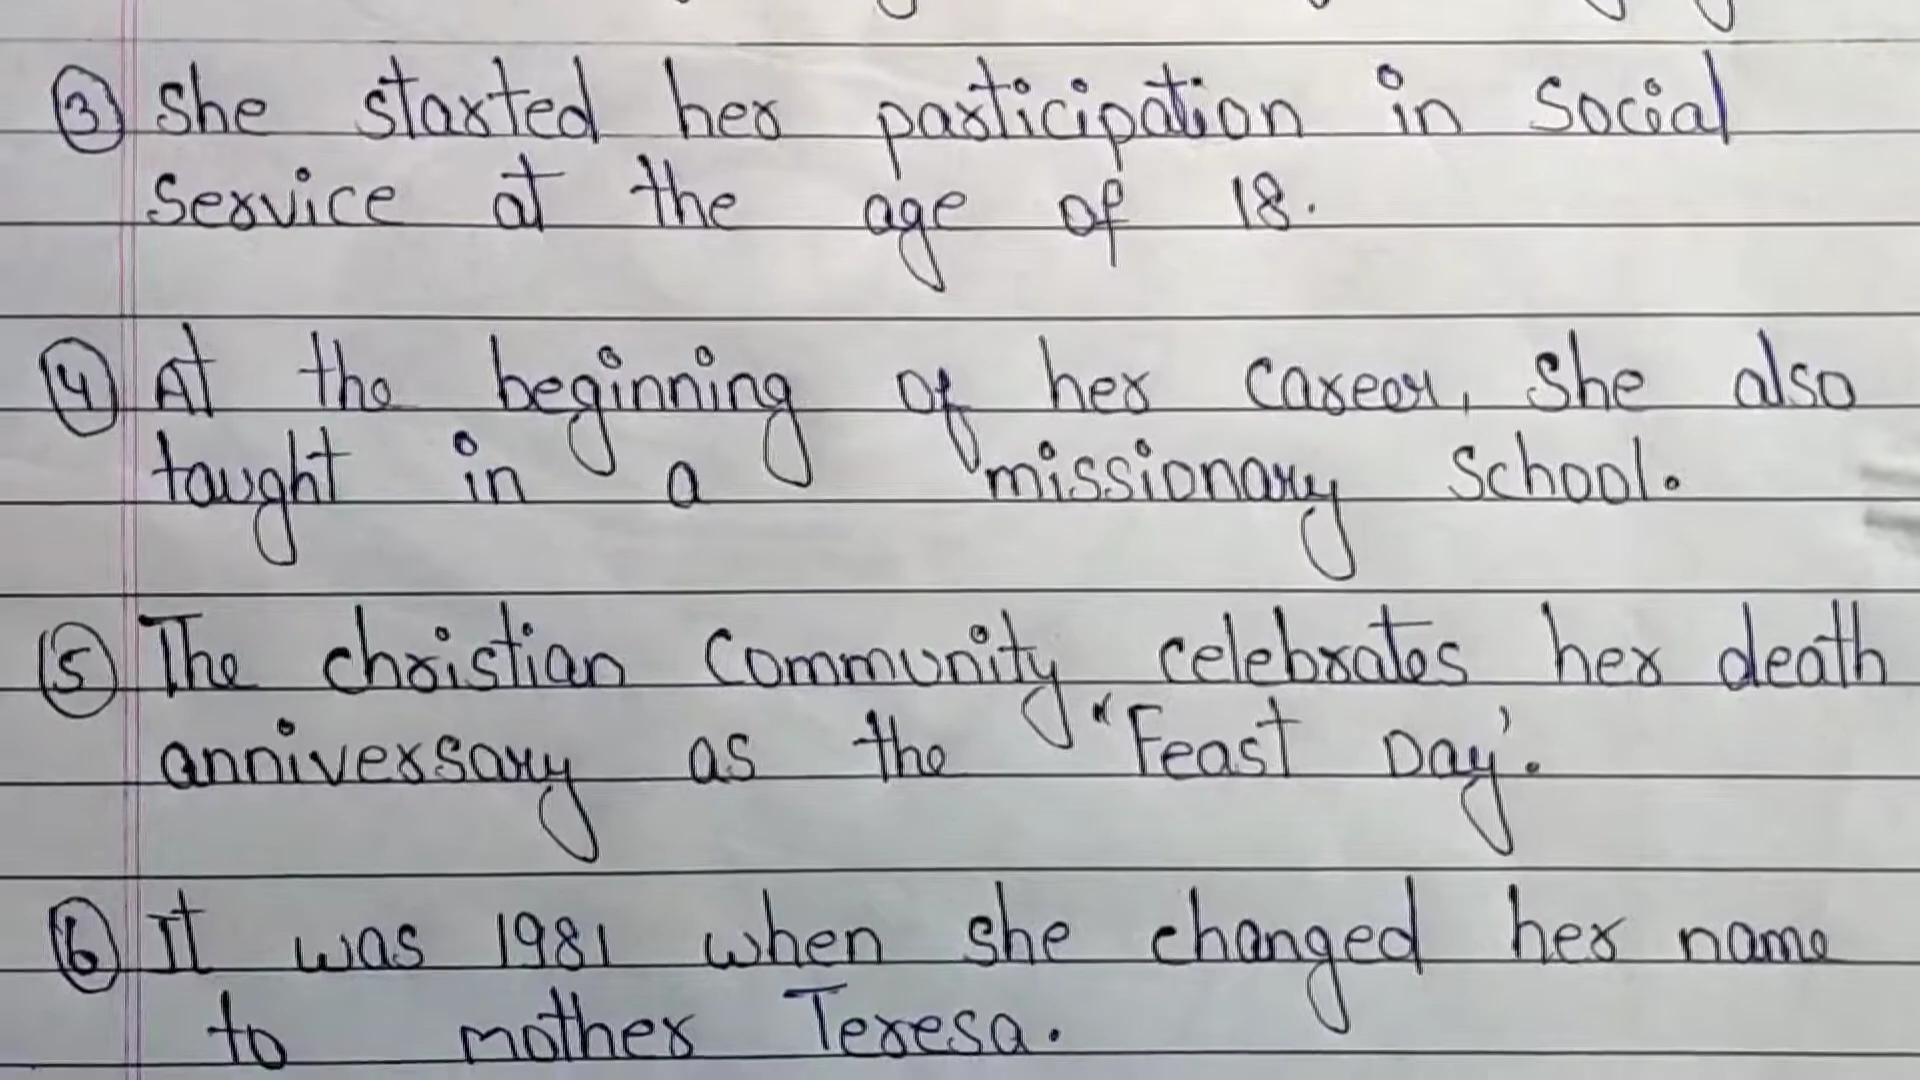 ③ She started her participation in Social
Service at the age of 18.
④ At the beginning of her career, She also
taught in a missionary School.
⑤ The christian Community celebrates her death
anniversary as the 'Feast Day'.
⑥ It was 1981 when she changed her name
to mother Teresa.